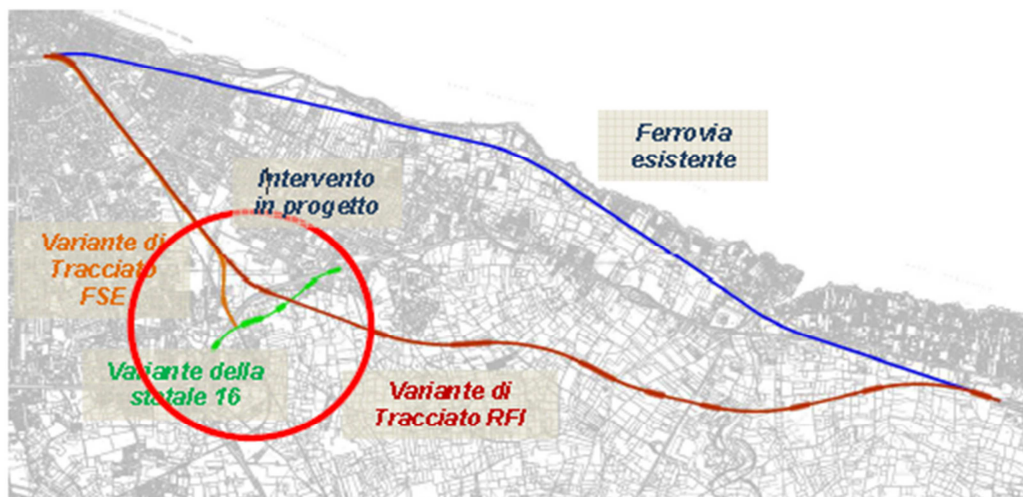 Ferrovia
esistente
Intervento
in progetto
Variante di
Tracciato
FSE
Variante della
statale 16
Variante di
Tracciato RFI